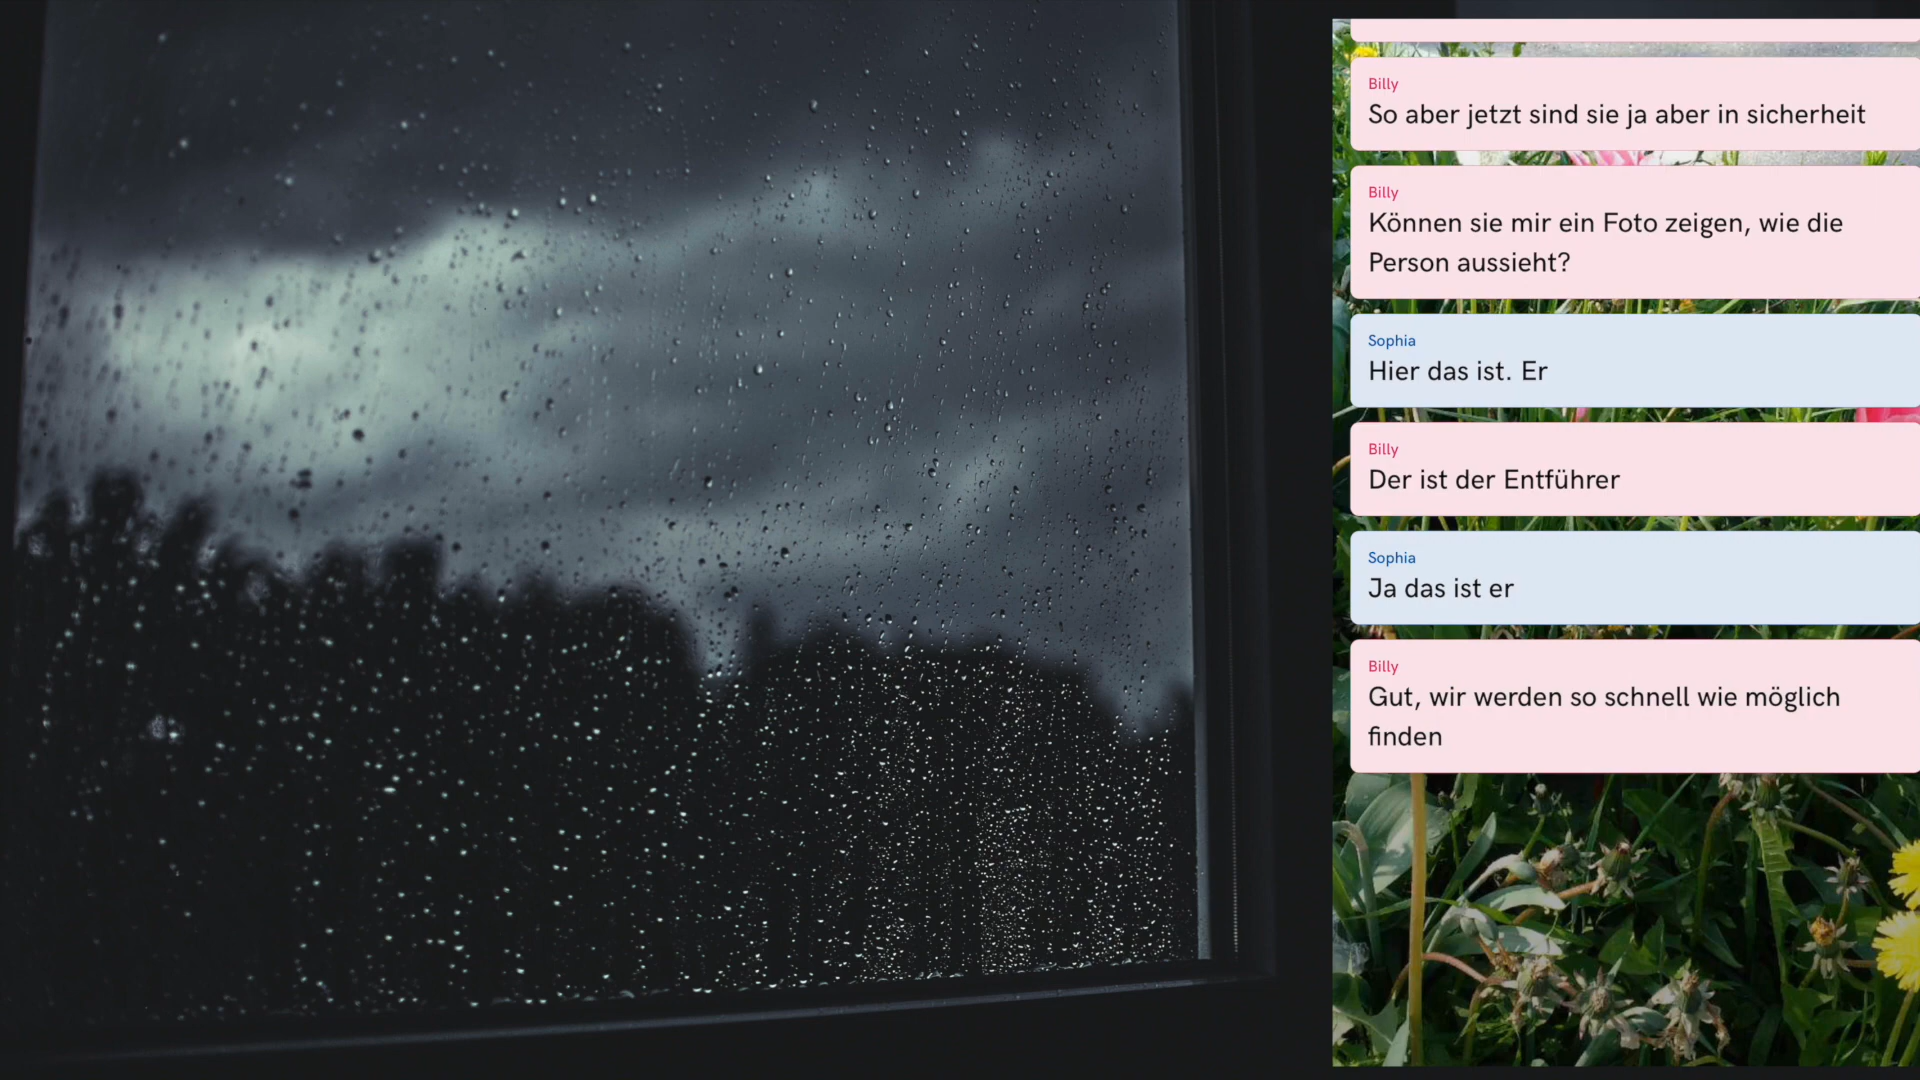 Billy
So aber jetzt sind sie ja aber in sicherheit
Billy
Können sie mir ein Foto zeigen, wie die
Person aussieht?
Sophia
Hier das ist. Er
Billy
Der ist der Entführer
Sophia
Ja das ist er
Billy
Gut, wir werden so schnell wie möglich
finden